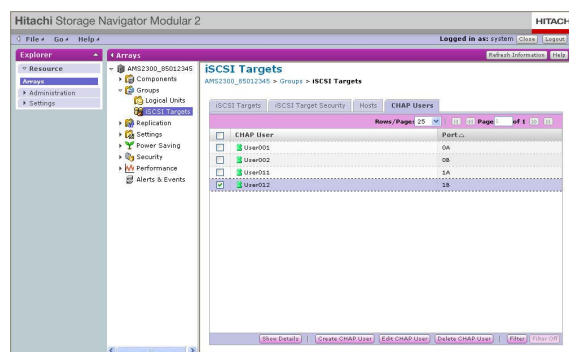 Hitachi Storage Navigator Modular 2
HITACH
File Go Help
Logged in as: system Close Logout
Explorer
Arrays
Refresh Information Help
Resource
Arrays
Administration
Settings
AMS2300_85012345
Components
Groups
Logical Units
iSCSI Targets
Replication
Settings
Power Saving
Security
Performance
Alerts & Events
iSCSI Targets
AMS2300_85012345 > Groups > iSCSI Targets
iSCSI Targets iSCSI Target Security Hosts CHAP Users
Rows/Page: 25 Page 1 of 1
CHAP User Port
User001 0A
User002 0B
User011 1A
User012 1B
Show Details | Create CHAP User Edit CHAP User Delete CHAP User | Filter Filter Off